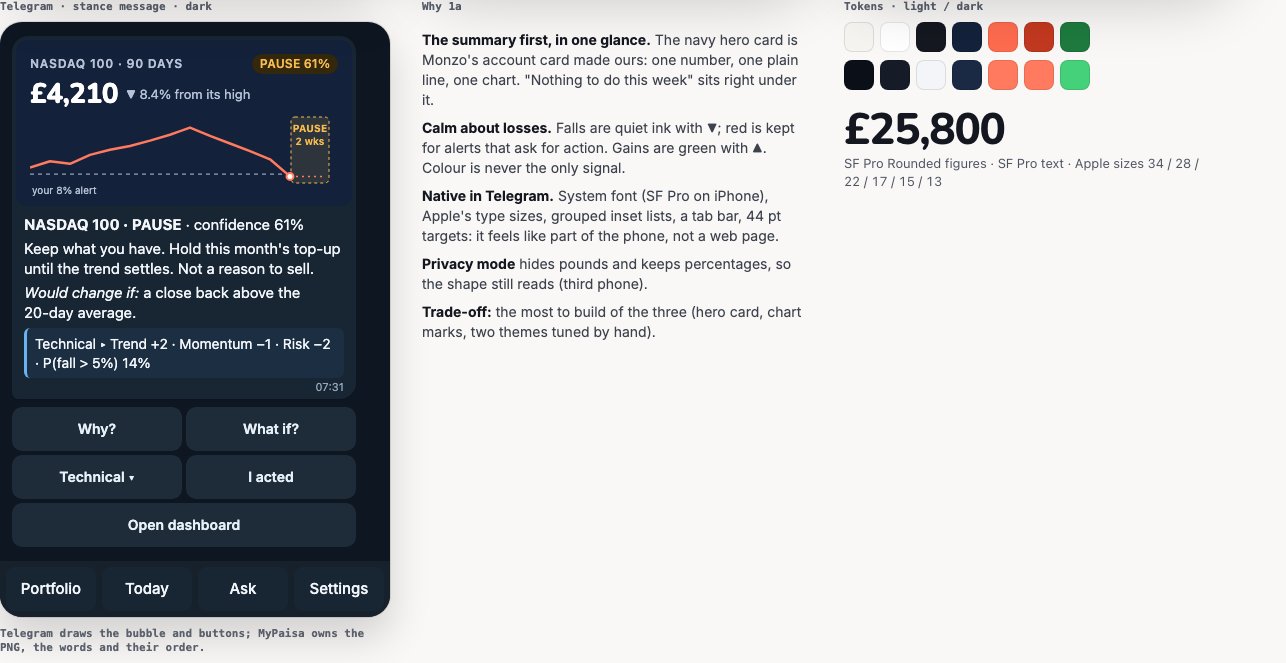 Telegram · stance message · dark
NASDAQ 100 · 90 DAYS
PAUSE 61%
£4,210 ▼ 8.4% from its high
PAUSE
2 wks
your 8% alert
NASDAQ 100 · PAUSE · confidence 61%
Keep what you have. Hold this month's top-up
until the trend settles. Not a reason to sell.
Would change if: a close back above the
20-day average.
Technical ▸ Trend +2 · Momentum −1 · Risk −2
· P(fall > 5%) 14%
07:31
Why?
What if?
Technical ▾
I acted
Open dashboard
Portfolio
Today
Ask
Settings
Telegram draws the bubble and buttons; MyPaisa owns the
PNG, the words and their order.
Why 1a
The summary first, in one glance. The navy hero card is
Monzo's account card made ours: one number, one plain
line, one chart. "Nothing to do this week" sits right under
it.
Calm about losses. Falls are quiet ink with ▼; red is kept
for alerts that ask for action. Gains are green with ▲.
Colour is never the only signal.
Native in Telegram. System font (SF Pro on iPhone),
Apple's type sizes, grouped inset lists, a tab bar, 44 pt
targets: it feels like part of the phone, not a web page.
Privacy mode hides pounds and keeps percentages, so
the shape still reads (third phone).
Trade-off: the most to build of the three (hero card, chart
marks, two themes tuned by hand).
Tokens · light / dark
£25,800
SF Pro Rounded figures · SF Pro text · Apple sizes 34 / 28 /
22 / 17 / 15 / 13